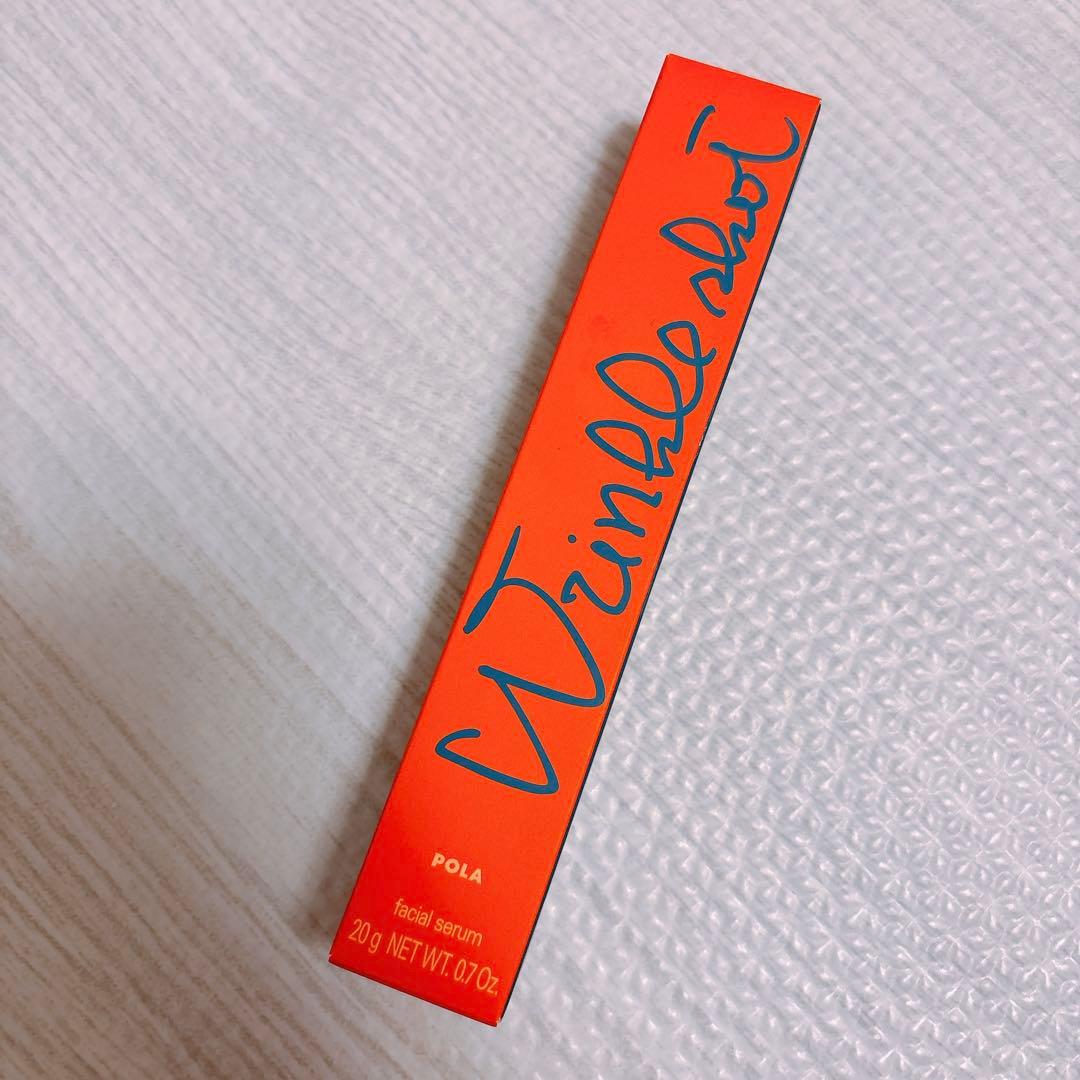 Wrinkle shot
POLA
facial serum
20 g NET WT. 0.7 Oz.